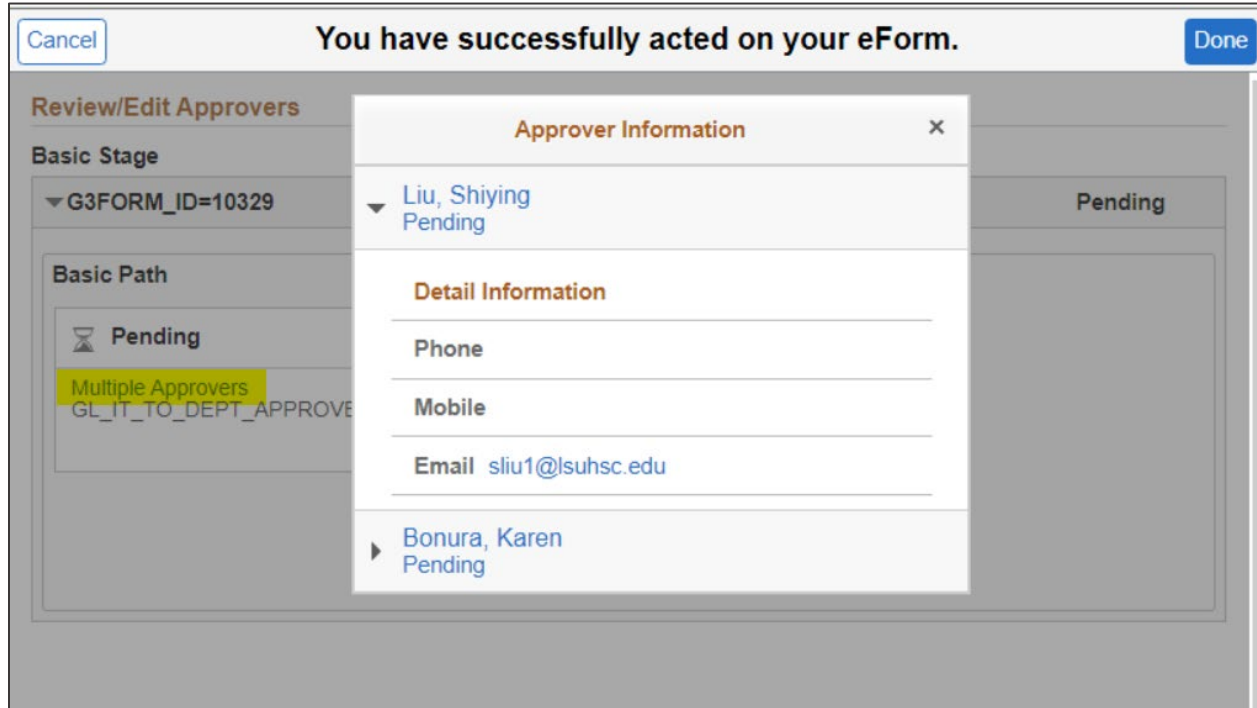 Cancel
You have successfully acted on your eForm.
Done
Review/Edit Approvers
Basic Stage
G3FORM_ID=10329
Pending
Basic Path
Pending
Multiple Approvers
GL_IT_TO_DEPT_APPROVE
Approver Information
×
Liu, Shiying
Pending
Detail Information
Phone
Mobile
Email sliu1@lsuhsc.edu
Bonura, Karen
Pending